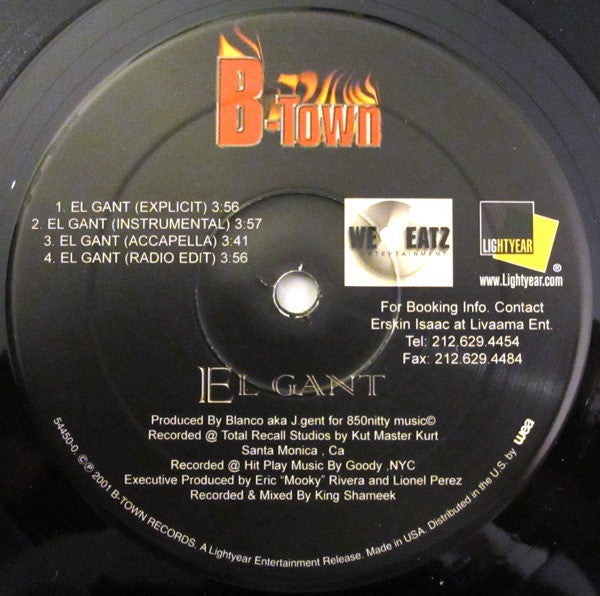 B-Town
1. EL GANT (EXPLICIT) 3:56
2. EL GANT (INSTRUMENTAL) 3:57
3. EL GANT (ACCAPELLA) 3:41
4. EL GANT (RADIO EDIT) 3:56
WE EATZ
ENTERTAINMENT
LIGHTYEAR
®
www.Lightyear.com
For Booking Info. Contact
Erskin Isaac at Livaama Ent.
Tel: 212.629.4454
Fax: 212.629.4484
EL GANT
Produced By Blanco aka J.gent for 850nitty music©
Recorded @ Total Recall Studios by Kut Master Kurt
Santa Monica , Ca
Recorded @ Hit Play Music By Goody ,NYC
Executive Produced by Eric "Mooky" Rivera and Lionel Perez
Recorded & Mixed By King Shameek
54450-0. ©℗ 2001 B-TOWN RECORDS. A Lightyear Entertainment Release. Made in USA. Distributed in the U.S. by wea